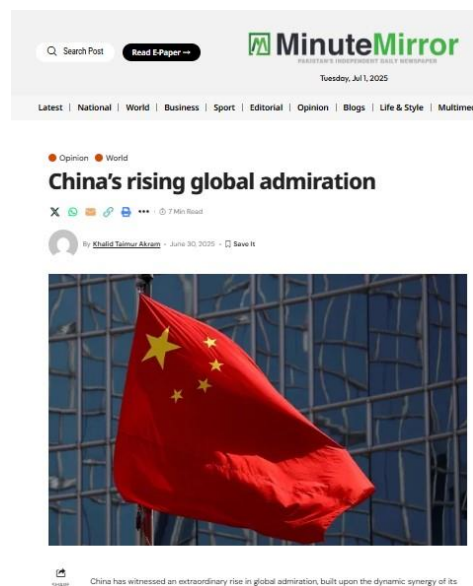 Search Post
Read E-Paper →
MinuteMirror
PAKISTAN'S INDEPENDENT DAILY NEWSPAPER
Tuesday, Jul 1, 2025
Latest | National | World | Business | Sport | Editorial | Opinion | Blogs | Life & Style | Multimed
Opinion World
China's rising global admiration
7 Min Read
By Khalid Taimur Akram - June 30, 2025 - Save It
China has witnessed an extraordinary rise in global admiration, built upon the dynamic synergy of its